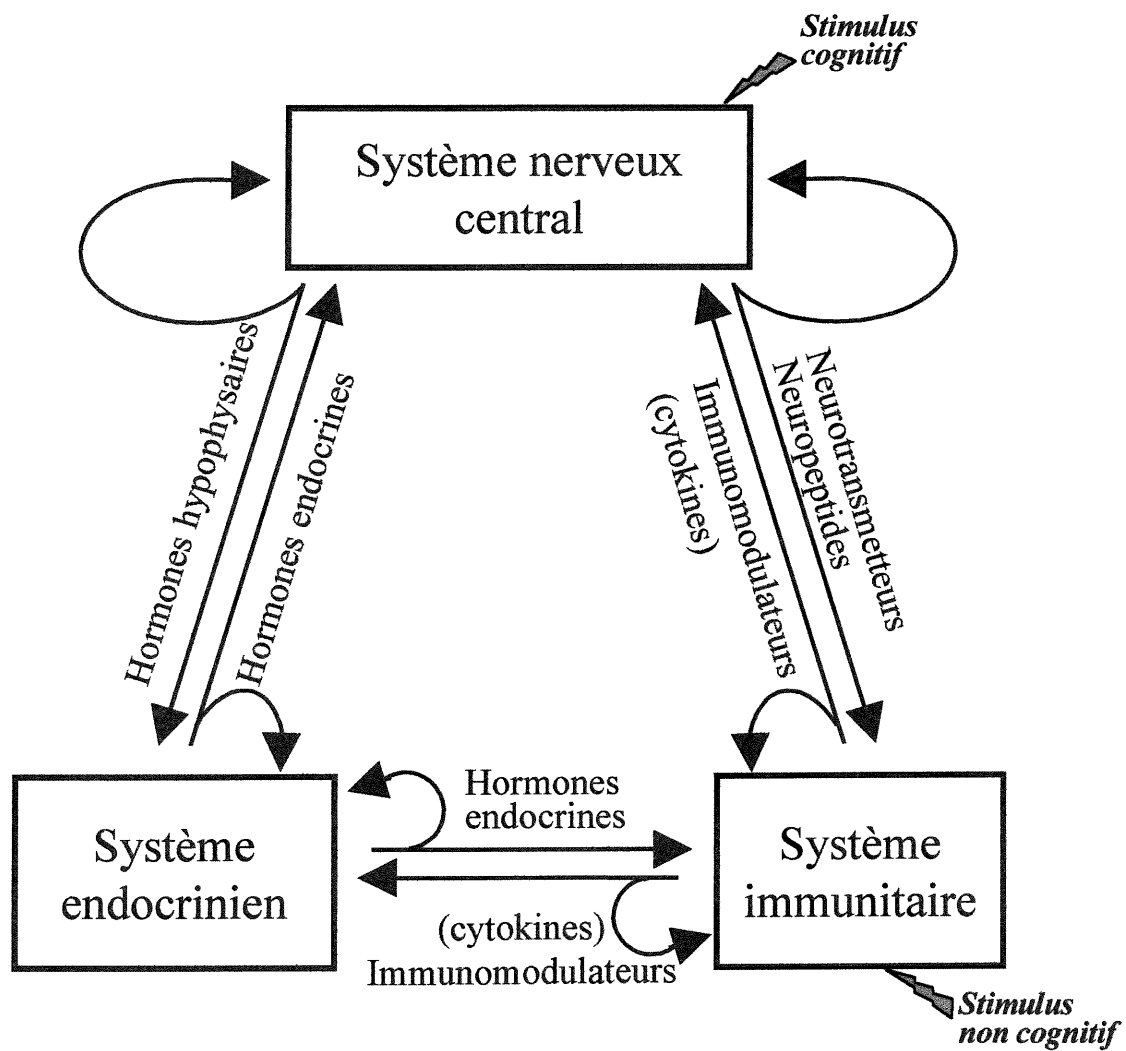 Stimulus
cognitif
Système nerveux
central
Hormones hypophysaires
Hormones endocrines
Immunomodulateurs
(cytokines)
Neurotransmetteurs
Neuropeptides
Hormones
endocrines
Système
endocrinien
Système
immunitaire
(cytokines)
Immunomodulateurs
Stimulus
non cognitif